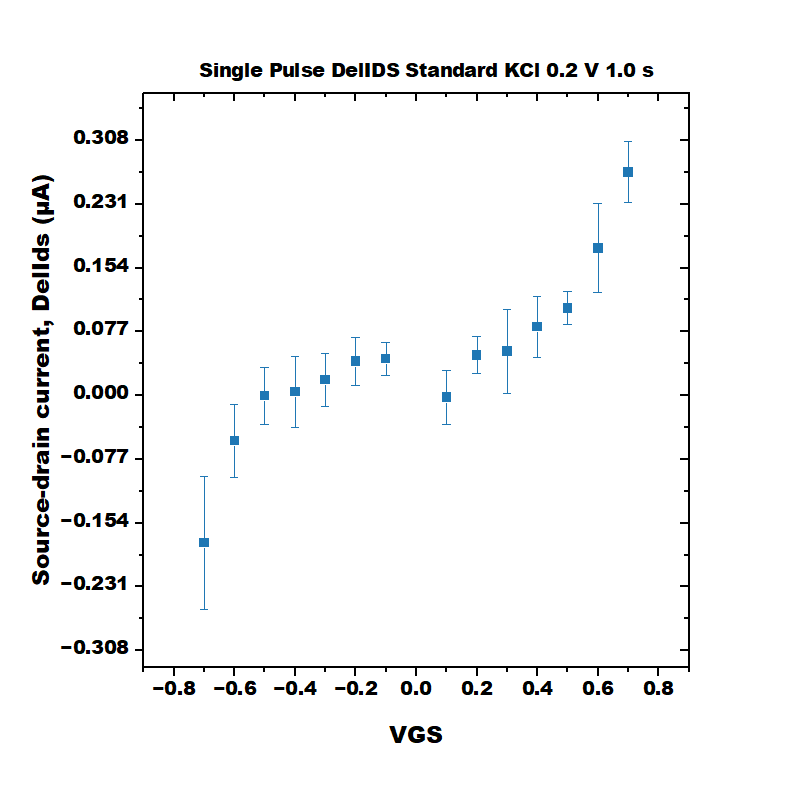 Single Pulse DelIDS Standard KCl 0.2 V 1.0 s
Source-drain current, DelIds (µA)
0.308
0.231
0.154
0.077
0.000
−0.077
−0.154
−0.231
−0.308
−0.8 −0.6 −0.4 −0.2 0.0 0.2 0.4 0.6 0.8
VGS